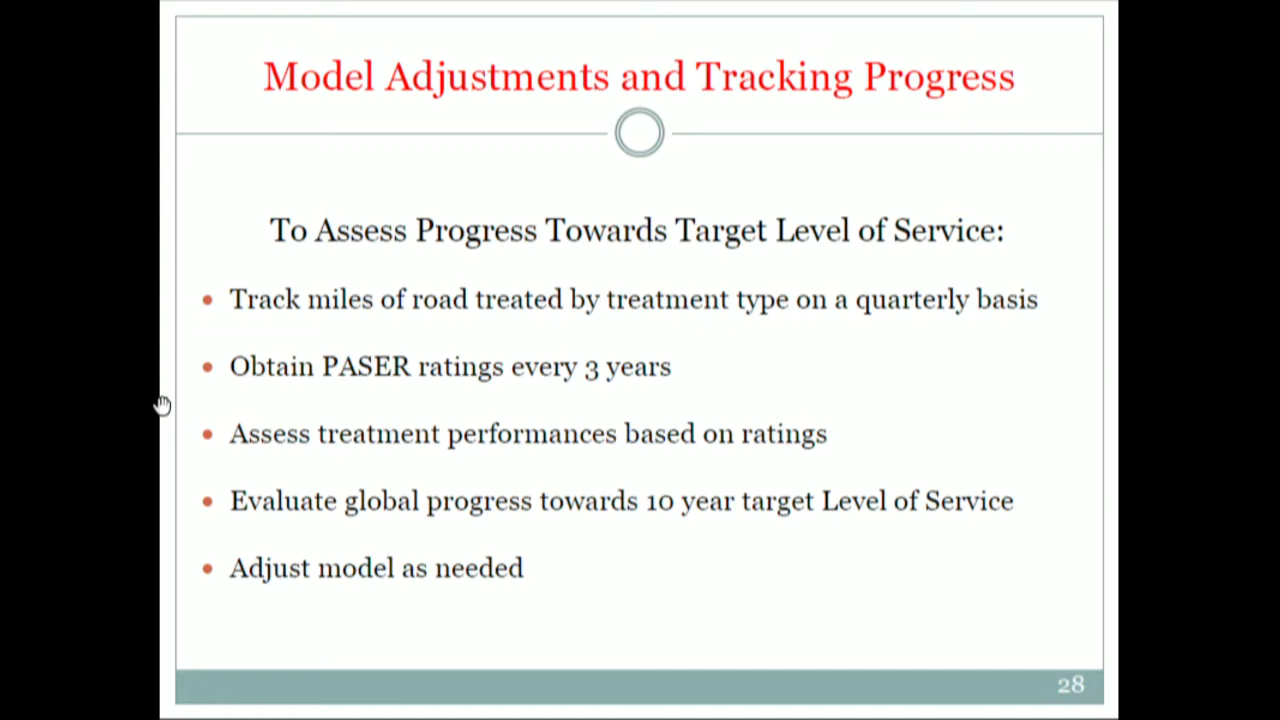 Model Adjustments and Tracking Progress
To Assess Progress Towards Target Level of Service:
• Track miles of road treated by treatment type on a quarterly basis
• Obtain PASER ratings every 3 years
• Assess treatment performances based on ratings
• Evaluate global progress towards 10 year target Level of Service
• Adjust model as needed
28